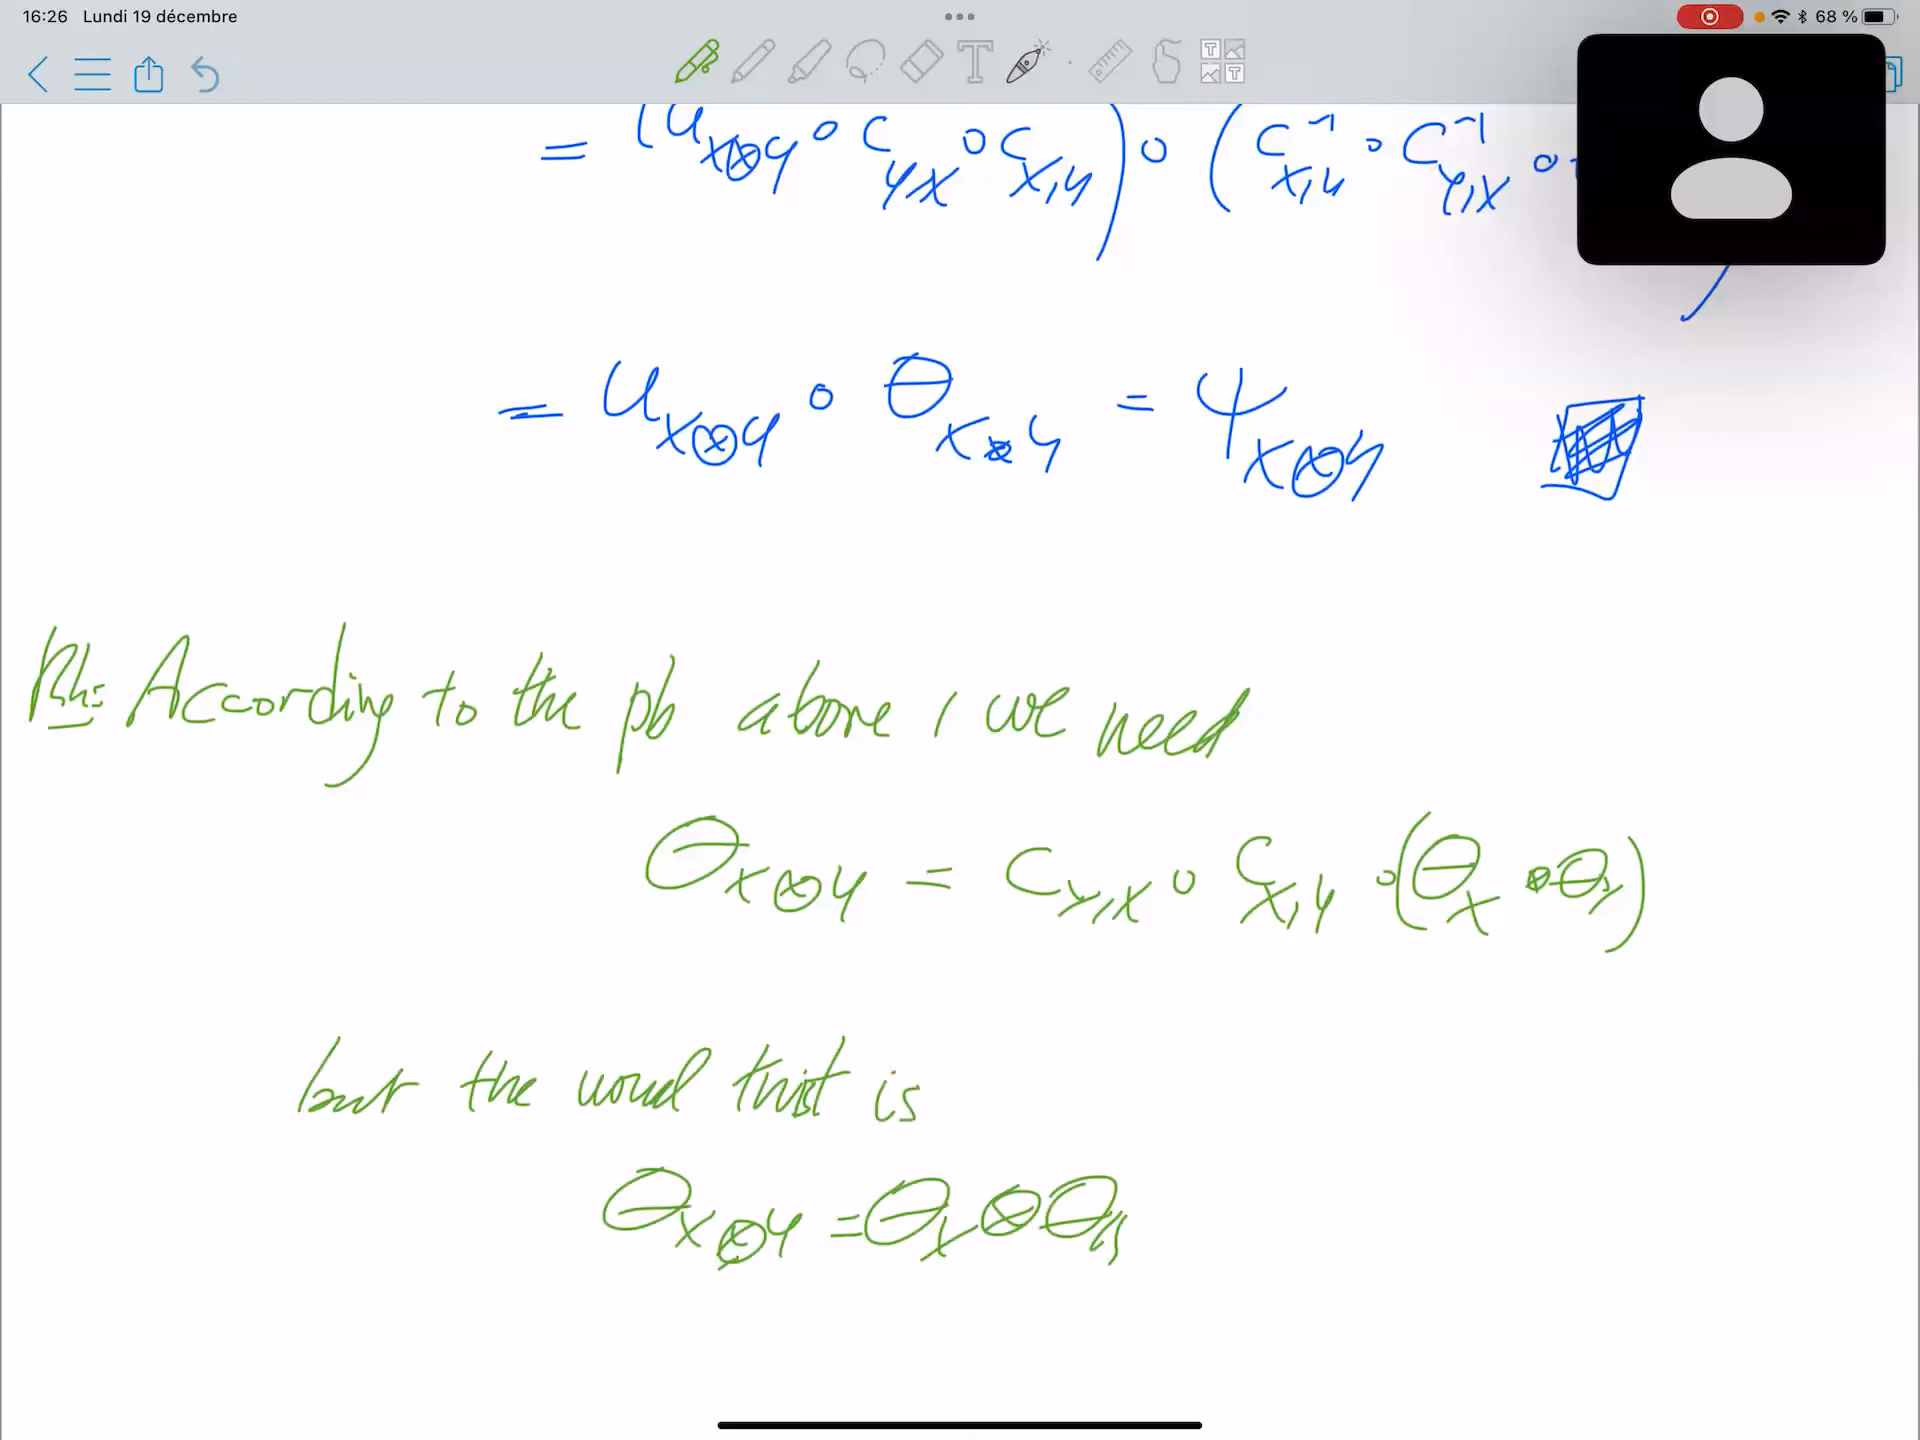 16:26 Lundi 19 décembre 68 %
= (U_{X⊗Y} ∘ C_{Y,X} ∘ C_{X,Y}) ∘ (C^{-1}_{X,Y} ∘ C^{-1}_{Y,X} ∘
= U_{X⊗Y} ∘ θ_{X⊗Y} = ψ_{X⊗Y}
Rk: According to the pb above, we need
θ_{X⊗Y} = C_{Y,X} ∘ C_{X,Y} ∘ (θ_X ⊗ θ_Y)
but the usual twist is
θ_{X⊗Y} = θ_X ⊗ θ_Y